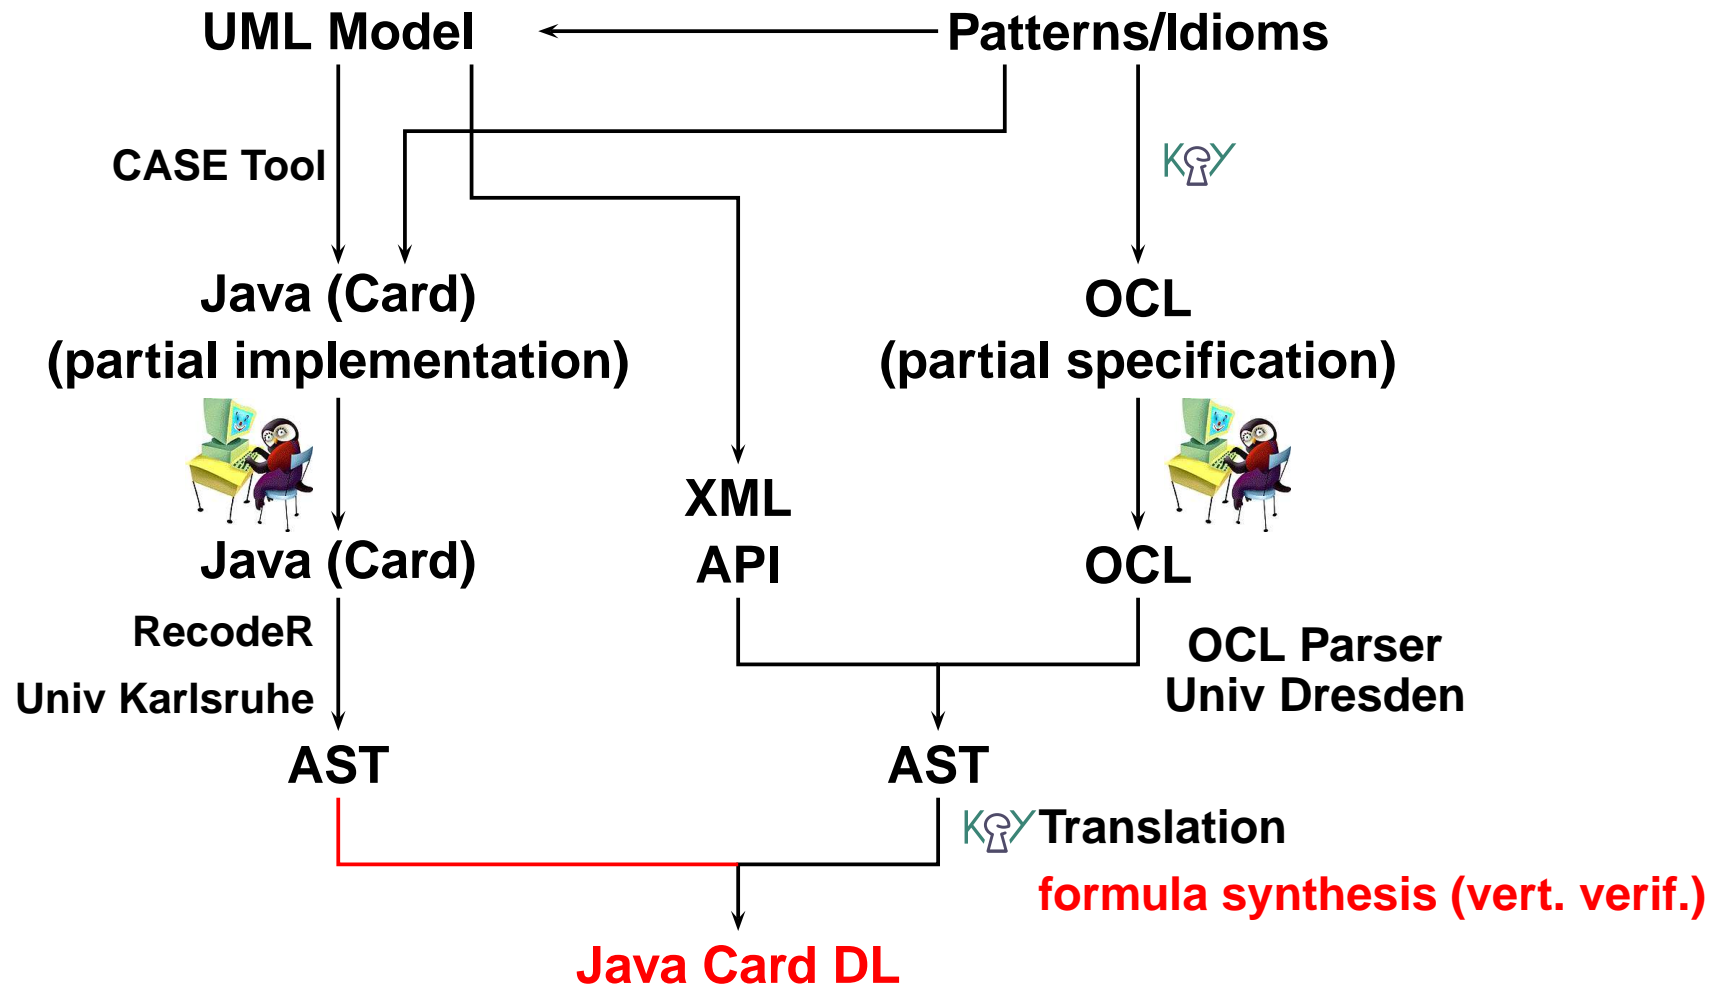 UML Model
Patterns/Idioms
CASE Tool
KeY
Java (Card)
(partial implementation)
OCL
(partial specification)
XML
API
Java (Card)
OCL
RecodeR
Univ Karlsruhe
OCL Parser
Univ Dresden
AST
AST
KeY Translation
formula synthesis (vert. verif.)
Java Card DL